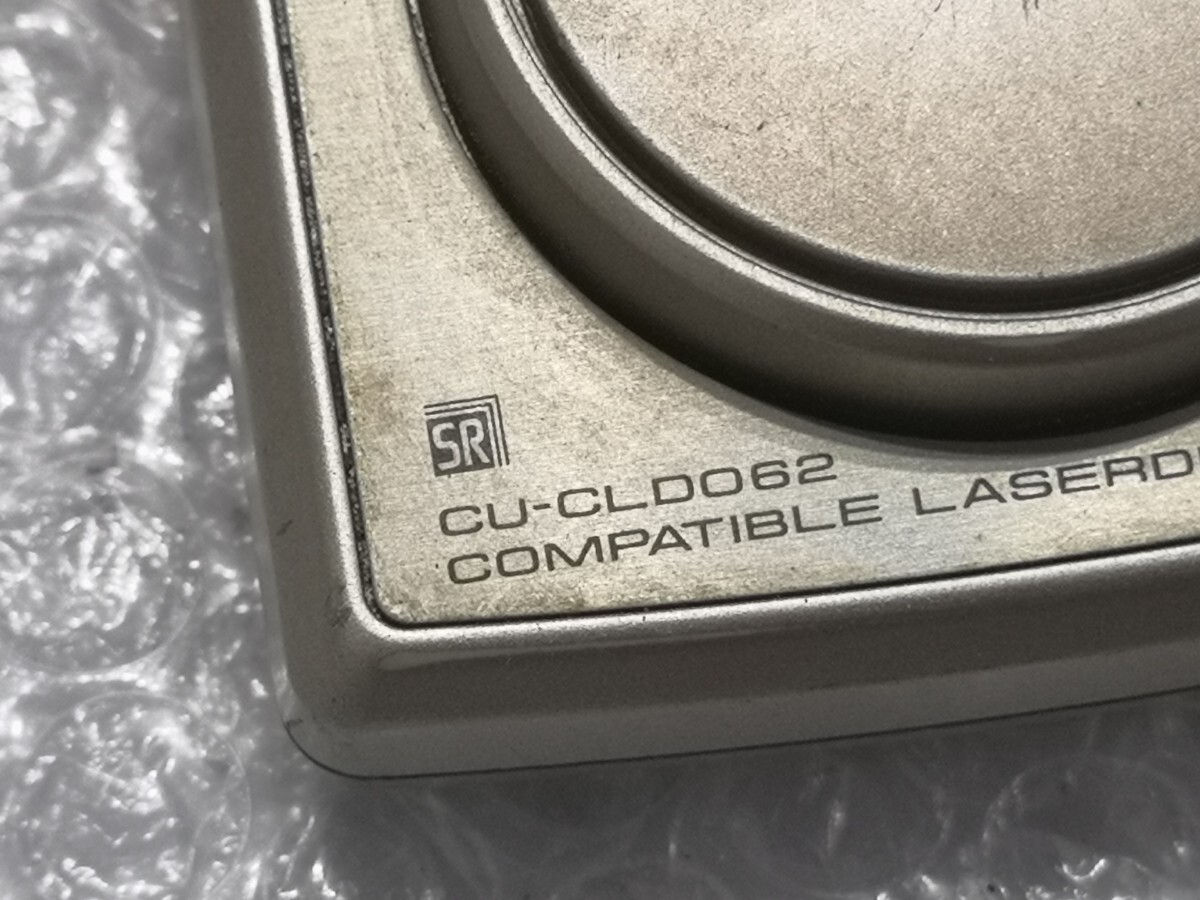 SR
CU-CLD062
COMPATIBLE LASERD